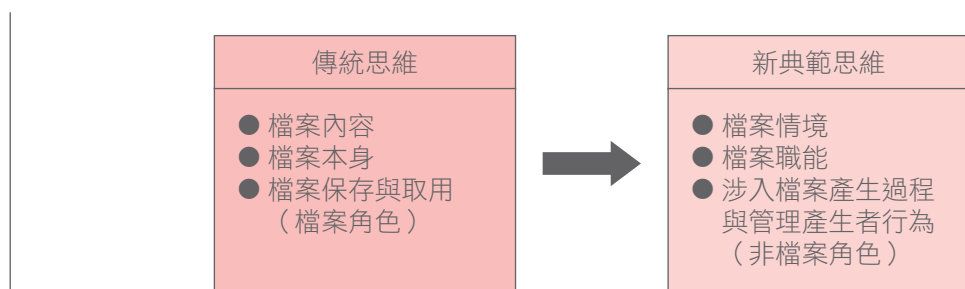 傳統思維
● 檔案內容
● 檔案本身
● 檔案保存與取用
（檔案角色）
新典範思維
● 檔案情境
● 檔案職能
● 涉入檔案產生過程
與管理產生者行為
（非檔案角色）